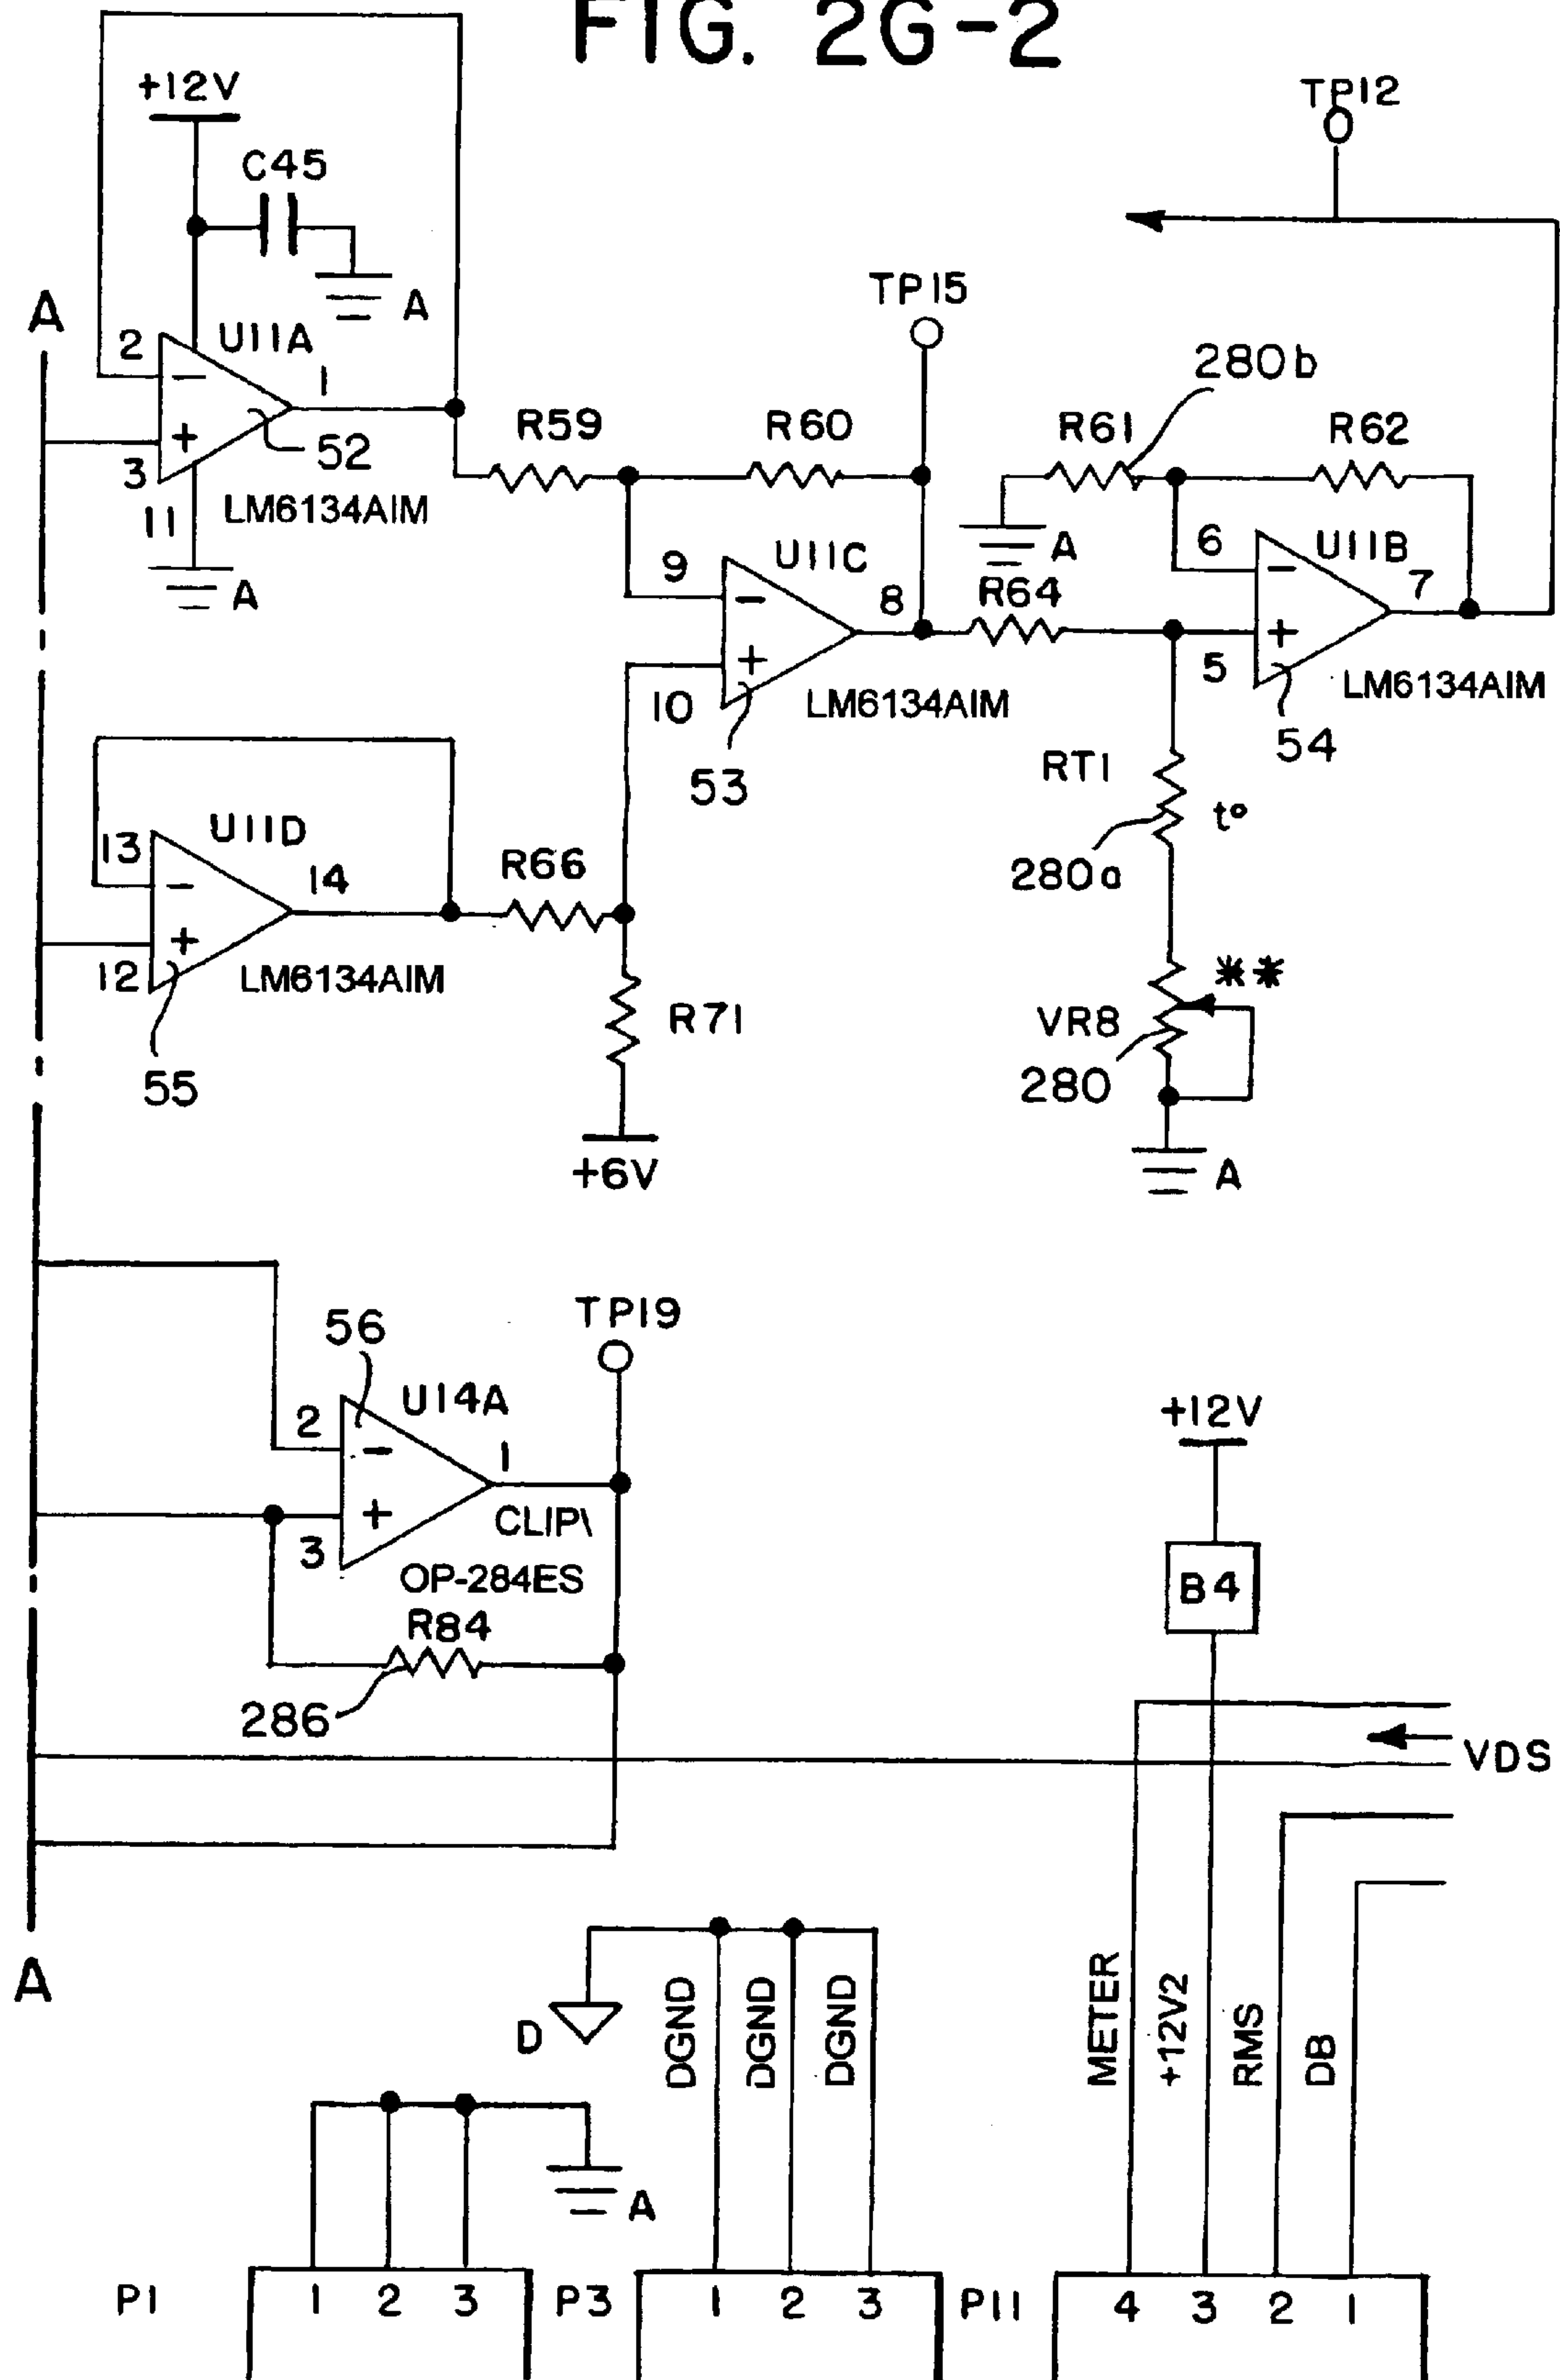 FIG. 2G-2
+12V
TP12
C45
A
A
TP15
2
U11A
1
280b
R59
R60
R61
R62
-
+
3
52
11
LM6134AIM
A
6
U11B
A
U11C
9
8
R64
7
-
-
+
+
5
LM6134AIM
10
LM6134AIM
54
53
RT1
t°
U11D
13
14
R66
280a
-
+
12
LM6134AIM
**
R71
VR8
55
280
+6V
A
TP19
56
U14A
+12V
2
1
-
+
CLIP\
3
OP-284ES
B4
R84
286
VDS
A
D
DGND
DGND
DGND
METER
+12V2
RMS
DB
A
P1
1
2
3
P3
1
2
3
P11
4
3
2
1